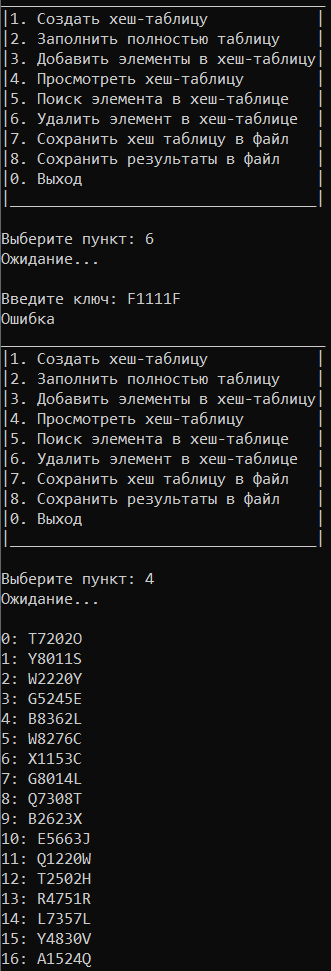 |1. Создать хеш-таблицу |
|2. Заполнить полностью таблицу |
|3. Добавить элементы в хеш-таблицу|
|4. Просмотреть хеш-таблицу |
|5. Поиск элемента в хеш-таблице |
|6. Удалить элемент в хеш-таблице |
|7. Сохранить хеш таблицу в файл |
|8. Сохранить результаты в файл |
|0. Выход |
|__________________________________|
Выберите пункт: 6
Ожидание...
Введите ключ: F1111F
Ошибка
____________________________________
|1. Создать хеш-таблицу |
|2. Заполнить полностью таблицу |
|3. Добавить элементы в хеш-таблицу|
|4. Просмотреть хеш-таблицу |
|5. Поиск элемента в хеш-таблице |
|6. Удалить элемент в хеш-таблице |
|7. Сохранить хеш таблицу в файл |
|8. Сохранить результаты в файл |
|0. Выход |
|__________________________________|
Выберите пункт: 4
Ожидание...
0: T7202O
1: Y8011S
2: W2220Y
3: G5245E
4: B8362L
5: W8276C
6: X1153C
7: G8014L
8: Q7308T
9: B2623X
10: E5663J
11: Q1220W
12: T2502H
13: R4751R
14: L7357L
15: Y4830V
16: A1524Q